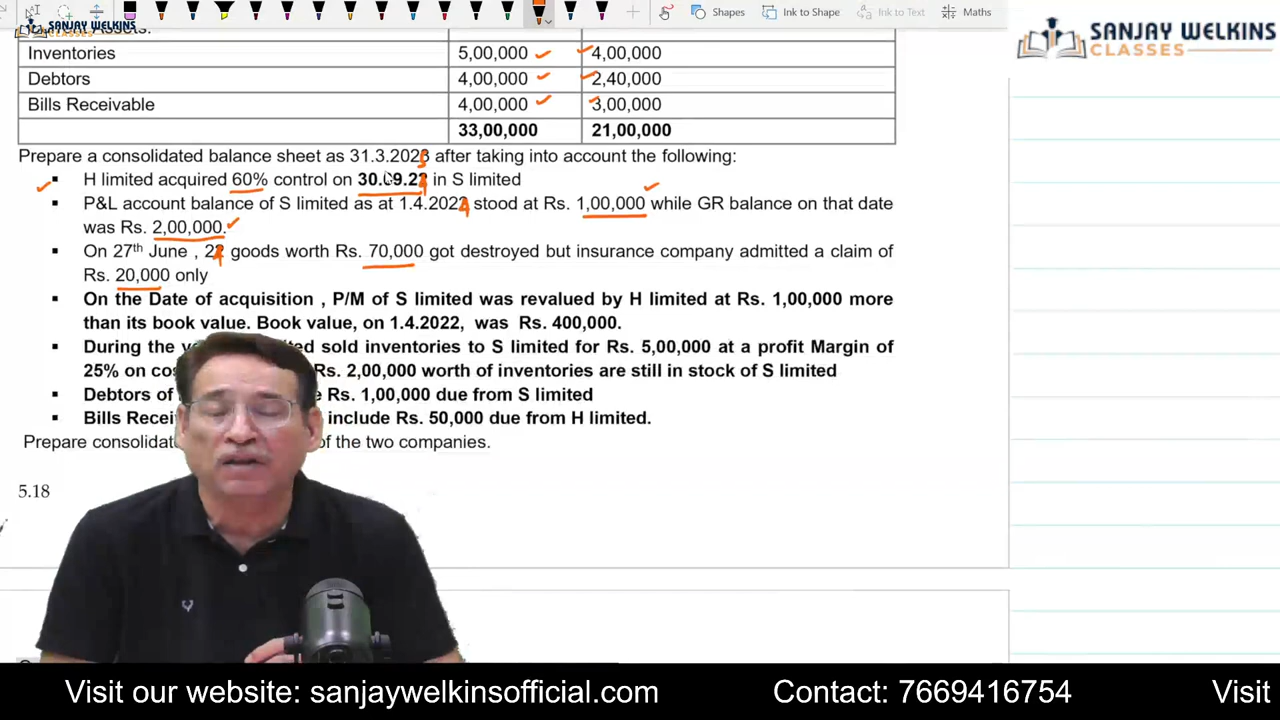 Shapes Ink to Shape Ink to Text Maths
SANJAY WELKINS
CLASSES
SANJAY WELKINS
CLASSES
Inventories 5,00,000 4,00,000
Debtors 4,00,000 2,40,000
Bills Receivable 4,00,000 3,00,000
33,00,000 21,00,000
Prepare a consolidated balance sheet as 31.3.2023 after taking into account the following:
H limited acquired 60% control on 30.09.22 in S limited
P&L account balance of S limited as at 1.4.2022 stood at Rs. 1,00,000 while GR balance on that date
was Rs. 2,00,000.
On 27th June , 22 goods worth Rs. 70,000 got destroyed but insurance company admitted a claim of
Rs. 20,000 only
On the Date of acquisition , P/M of S limited was revalued by H limited at Rs. 1,00,000 more
than its book value. Book value, on 1.4.2022, was Rs. 400,000.
During the sold inventories to S limited for Rs. 5,00,000 at a profit Margin of
25% on Rs. 2,00,000 worth of inventories are still in stock of S limited
Debtors of Rs. 1,00,000 due from S limited
Bills include Rs. 50,000 due from H limited.
Prepare of the two companies.
5.18
Visit our website: sanjaywelkinsofficial.com Contact: 7669416754 Visit